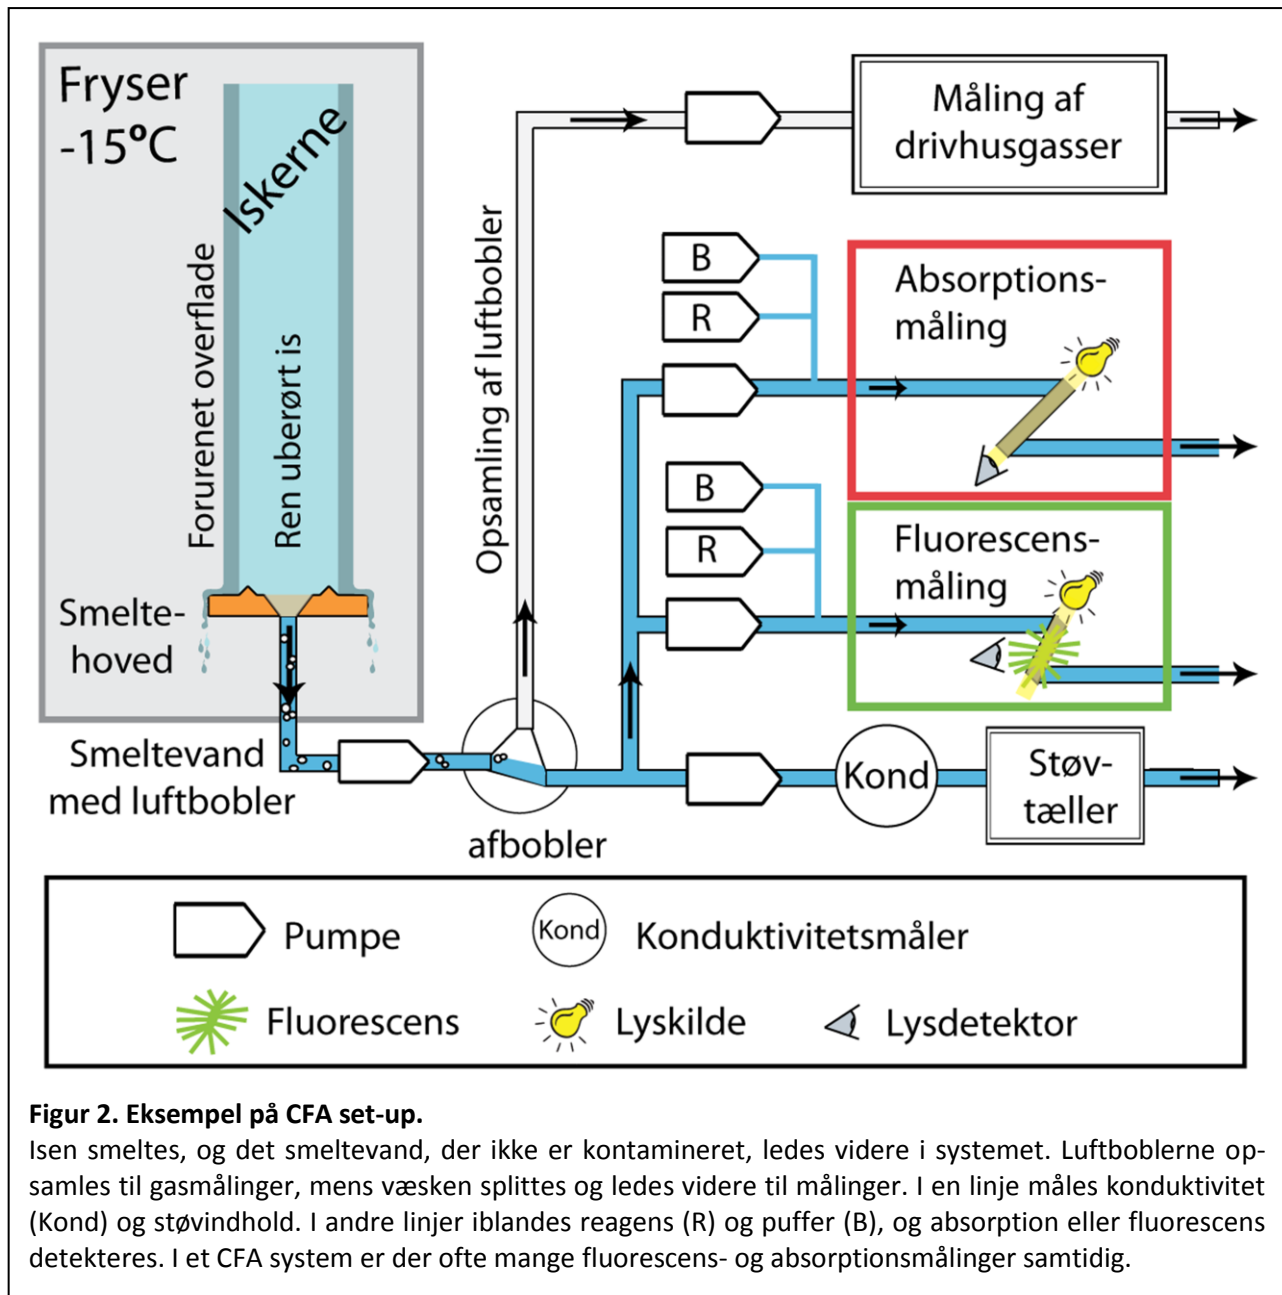 Fryser
-15°C
Iskerne
Forurenet overflade
Ren uberørt is
Smelte-
hoved
Smeltevand
med luftbobler
afbobler
Opsamling af luftbobler
Måling af
drivhusgasser
B
R
Absorptions-
måling
B
R
Fluorescens-
måling
Kond
Støv-
tæller
Pumpe
Kond
Konduktivitetsmåler
Fluorescens
Lyskilde
Lysdetektor
Figur 2. Eksempel på CFA set-up.
Isen smeltes, og det smeltevand, der ikke er kontamineret, ledes videre i systemet. Luftboblerne op-
samles til gasmålinger, mens væsken splittes og ledes videre til målinger. I en linje måles konduktivitet
(Kond) og støvindhold. I andre linjer iblandes reagens (R) og puffer (B), og absorption eller fluorescens
detekteres. I et CFA system er der ofte mange fluorescens- og absorptionsmålinger samtidig.